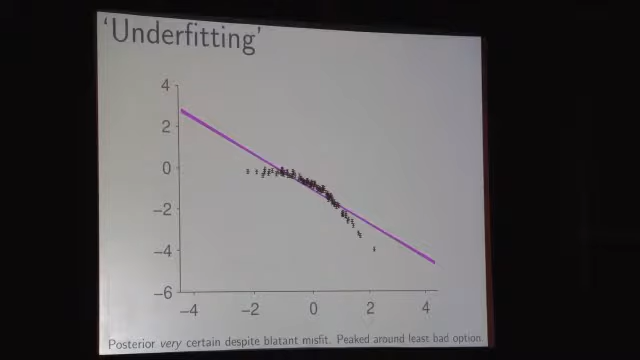 'Underfitting'
4
2
0
−2
−4
−6
−4 −2 0 2 4
Posterior very certain despite blatant misfit. Peaked around least bad option.